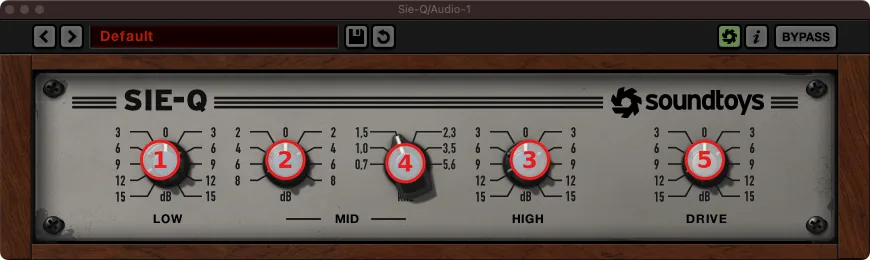 Sie-Q/Audio-1
Default
i
BYPASS
SIE-Q
soundtoys
3 0 3
6 6
9 9
12 12
15 15
dB
LOW
1
2 0 2
4 4
6 6
8 8
dB
2
1,5 2,3
1,0 3,5
0,7 5,6
4
MID
3 0 3
6 6
9 9
12 12
15 15
dB
HIGH
3
3 0 3
6 6
9 9
12 12
15 15
dB
DRIVE
5